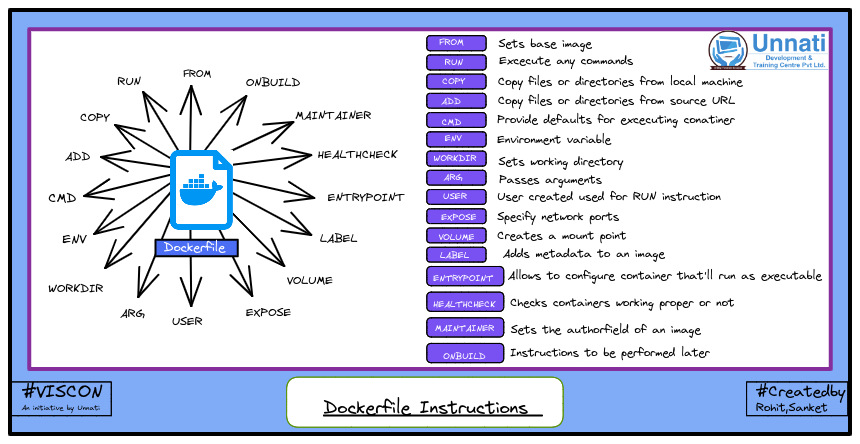 FROM
RUN
ONBUILD
COPY
MAINTAINER
ADD
HEALTHCHECK
CMD
ENTRYPOINT
ENV
LABEL
Dockerfile
WORKDIR
VOLUME
ARG
USER
EXPOSE
FROM Sets base image
RUN Excecute any commands
COPY Copy files or directories from local machine
ADD Copy files or directories from source URL
CMD Provide defaults for excecuting conatiner
ENV Environment variable
WORKDIR Sets working directory
ARG Passes arguments
USER User created used for RUN instruction
EXPOSE Specify network ports
VOLUME Creates a mount point
LABEL Adds metadata to an image
ENTRYPOINT Allows to configure container that'll run as executable
HEALTHCHECK Checks containers working proper or not
MAINTAINER Sets the authorfield of an image
ONBUILD Instructions to be performed later
Unnati
Development &
Training Centre Pvt Ltd.
#VISCON
An initiative by Unnati
Dockerfile Instructions
#Createdby
Rohit,Sanket